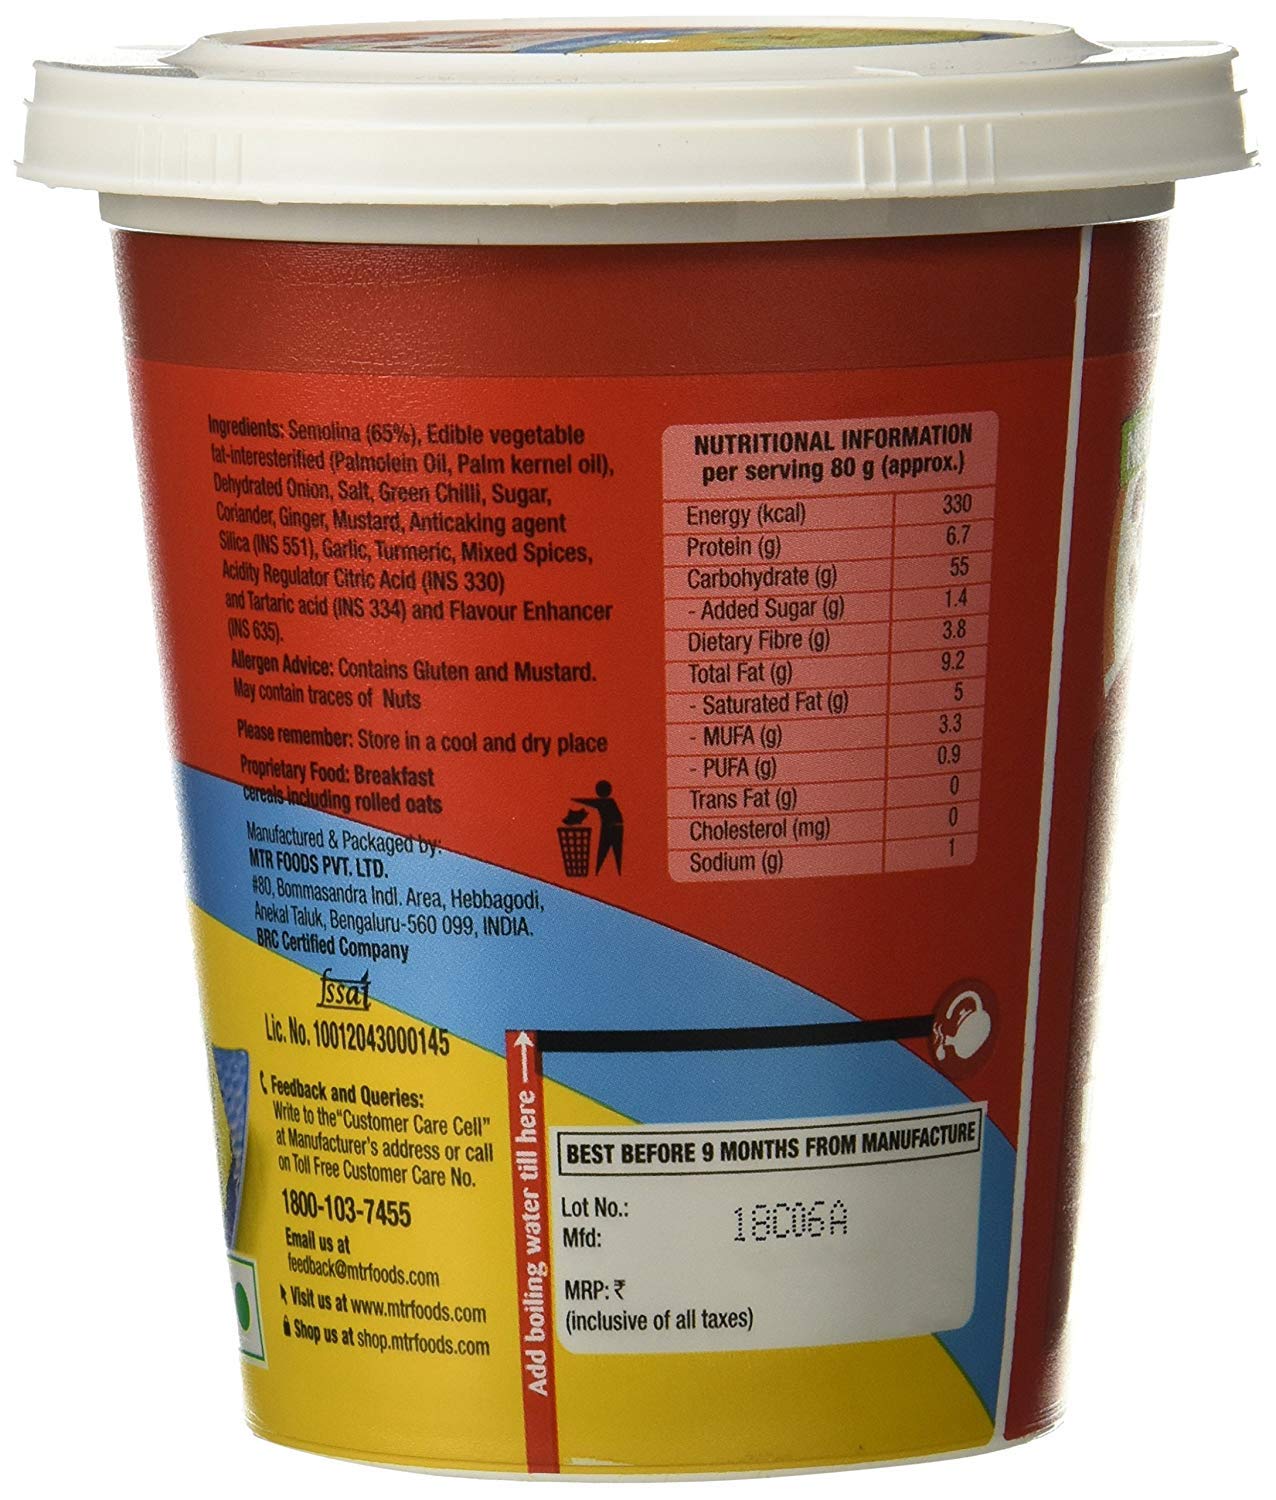 Ingredients: Semolina (65%), Edible vegetable
fat-interesterified (Palmolein Oil, Palm kernel oil),
Dehydrated Onion, Salt, Green Chilli, Sugar,
Coriander, Ginger, Mustard, Anticaking agent
Silica (INS 551), Garlic, Turmeric, Mixed Spices,
Acidity Regulator Citric Acid (INS 330)
and Tartaric acid (INS 334) and Flavour Enhancer
(INS 635).
Allergen Advice: Contains Gluten and Mustard.
May contain traces of Nuts
Please remember: Store in a cool and dry place
Proprietary Food: Breakfast
cereals including rolled oats
Manufactured & Packaged by:
MTR FOODS PVT. LTD.
#80, Bommasandra Indl. Area, Hebbagodi,
Anekal Taluk, Bengaluru-560 099, INDIA.
BRC Certified Company
fssai
Lic. No. 10012043000145
Feedback and Queries:
Write to the "Customer Care Cell"
at Manufacturer's address or call
on Toll Free Customer Care No.
1800-103-7455
Email us at
feedback@mtrfoods.com
Visit us at www.mtrfoods.com
Shop us at shop.mtrfoods.com
NUTRITIONAL INFORMATION
per serving 80 g (approx.)
Energy (kcal) 330
Protein (g) 6.7
Carbohydrate (g) 55
- Added Sugar (g) 1.4
Dietary Fibre (g) 3.8
Total Fat (g) 9.2
- Saturated Fat (g) 5
- MUFA (g) 3.3
- PUFA (g) 0.9
Trans Fat (g) 0
Cholesterol (mg) 0
Sodium (g) 1
Add boiling water till here
BEST BEFORE 9 MONTHS FROM MANUFACTURE
Lot No.: 18C06A
Mfd:
MRP: ₹
(inclusive of all taxes)